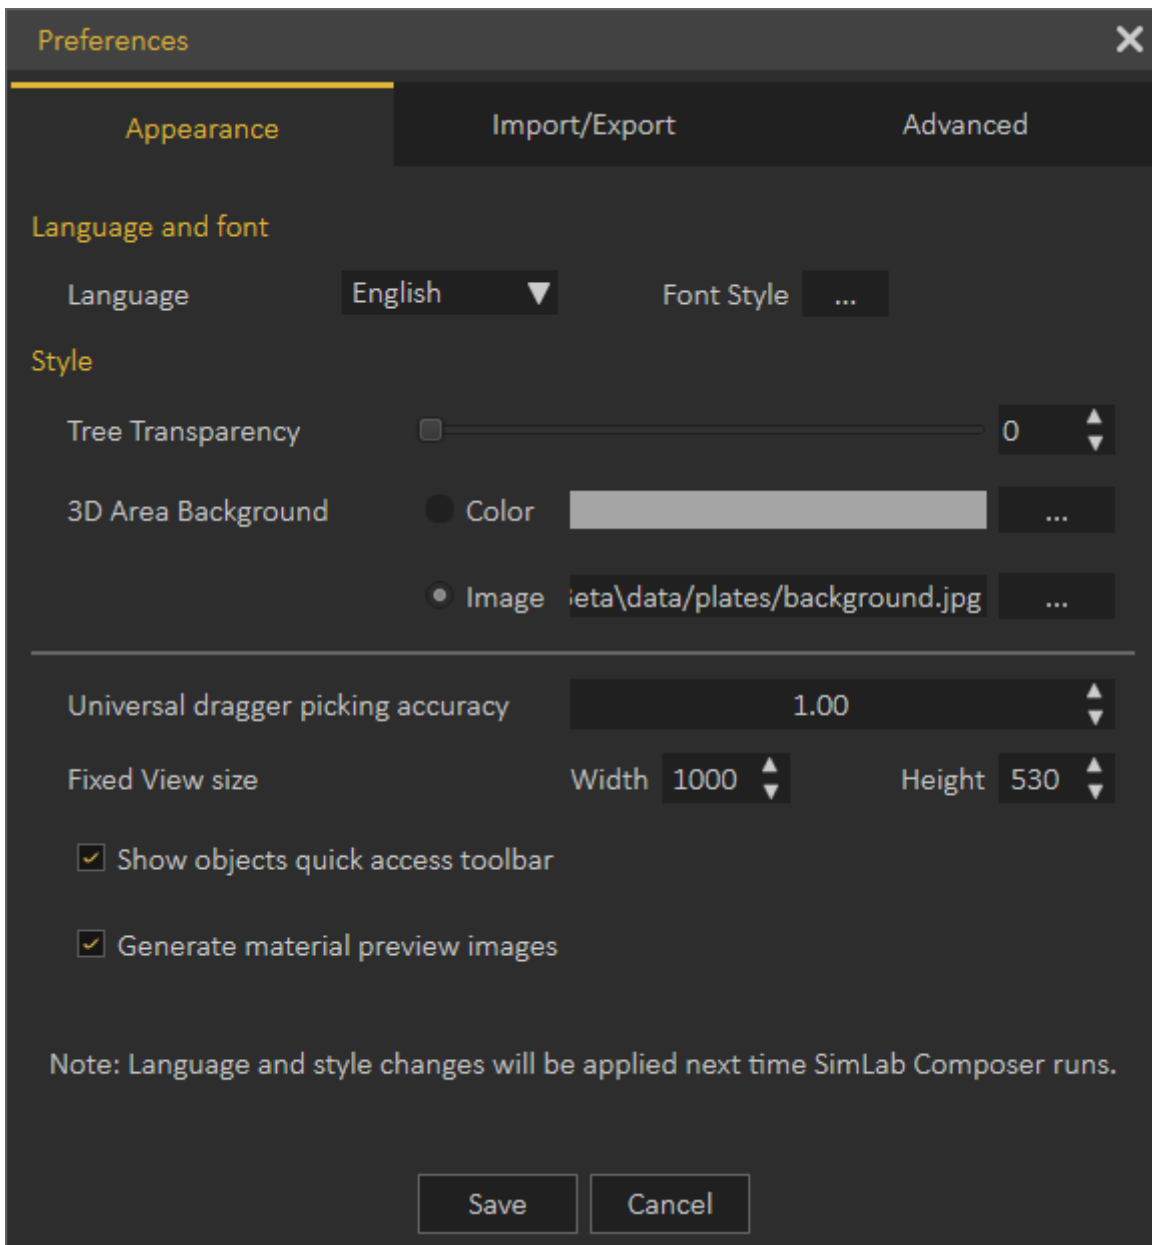 Preferences
Appearance Import/Export Advanced
Language and font
Language English Font Style ...
Style
Tree Transparency 0
3D Area Background Color ...
Image eta\data/plates/background.jpg ...
Universal dragger picking accuracy 1.00
Fixed View size Width 1000 Height 530
Show objects quick access toolbar
Generate material preview images
Note: Language and style changes will be applied next time SimLab Composer runs.
Save Cancel